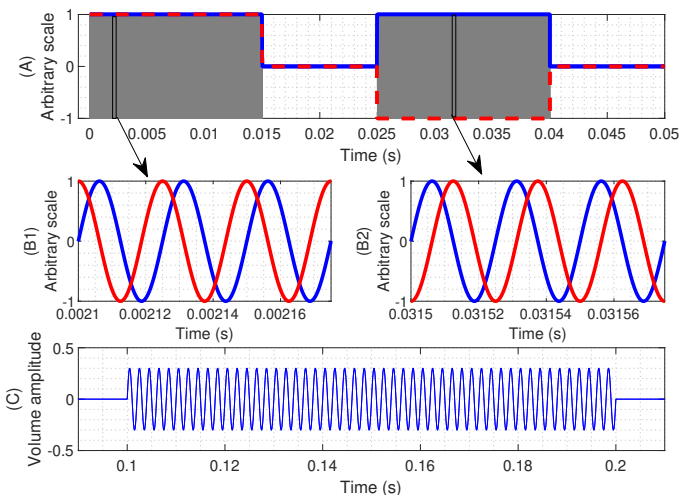 (A)
Arbitrary scale
1
0
-1
0 0.005 0.01 0.015 0.02 0.025 0.03 0.035 0.04 0.045 0.05
Time (s)
(B1)
Arbitrary scale
1
0
-1
0.0021 0.00212 0.00214 0.00216
Time (s)
(B2)
Arbitrary scale
1
0
-1
0.0315 0.03152 0.03154 0.03156
Time (s)
(C)
Volume amplitude
0.5
0
-0.5
0.1 0.12 0.14 0.16 0.18 0.2
Time (s)